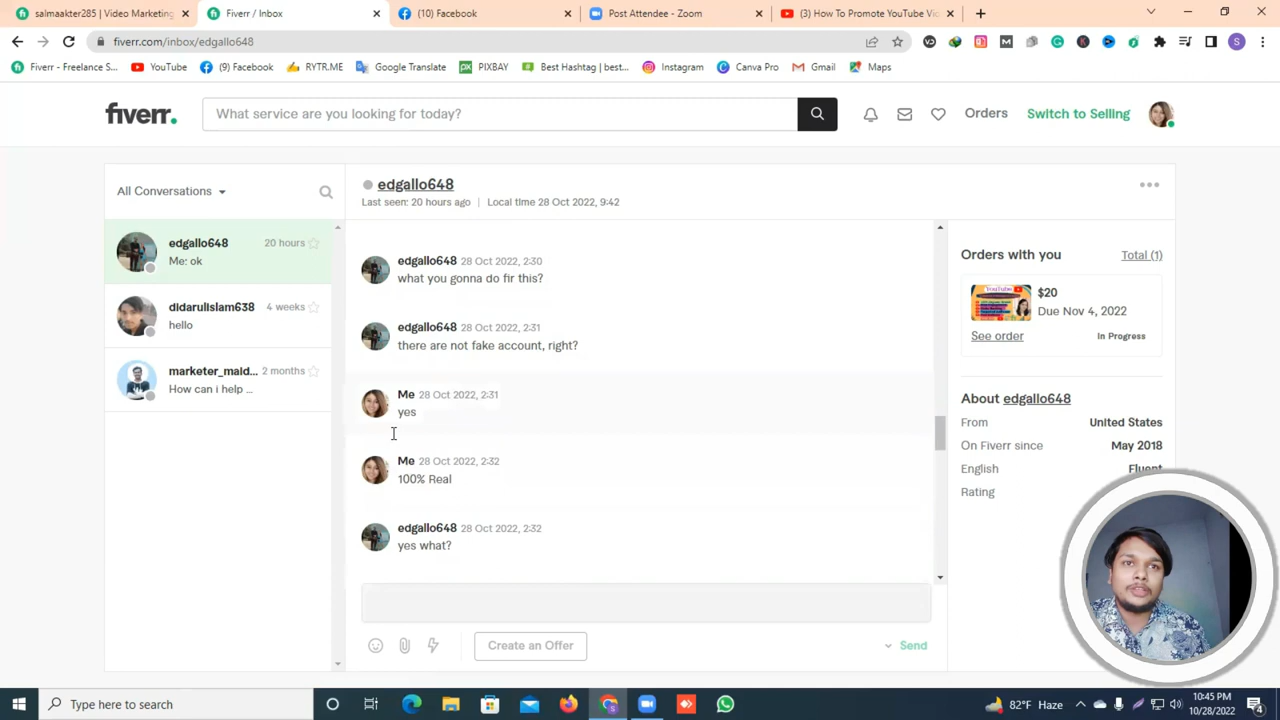 salmaakter285 | Video Marketing
Fiverr / Inbox
(10) Facebook
Post Attendee - Zoom
(3) How To Promote YouTube Vi
fiverr.com/inbox/edgallo648
Fiverr - Freelance S...
YouTube
(9) Facebook
RYTR.ME
Google Translate
PIXBAY
Best Hashtag | best...
Instagram
Canva Pro
Gmail
Maps
fiverr.
What service are you looking for today?
Orders
Switch to Selling
All Conversations
edgallo648
Last seen: 20 hours ago | Local time 28 Oct 2022, 9:42
edgallo648 20 hours
Me: ok
didarulislam638 4 weeks
hello
marketer_maid... 2 months
How can i help ...
edgallo648 28 Oct 2022, 2:30
what you gonna do fir this?
edgallo648 28 Oct 2022, 2:31
there are not fake account, right?
Me 28 Oct 2022, 2:31
yes
Me 28 Oct 2022, 2:32
100% Real
edgallo648 28 Oct 2022, 2:32
yes what?
Create an Offer
Send
Orders with you
Total (1)
YouTube
$20
Due Nov 4, 2022
See order
In Progress
About edgallo648
From United States
On Fiverr since May 2018
English Fluent
Rating
Type here to search
82°F Haze
10:45 PM
10/28/2022
4